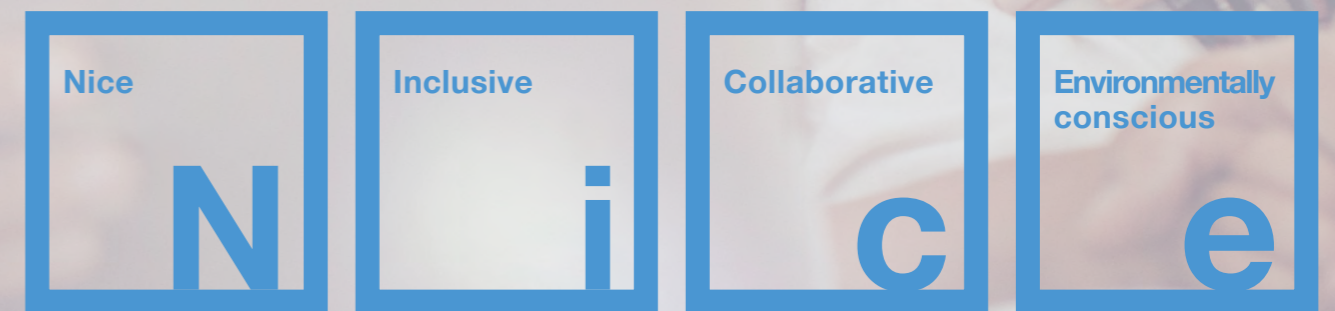 Nice
N
Inclusive
i
Collaborative
c
Environmentally
conscious
e